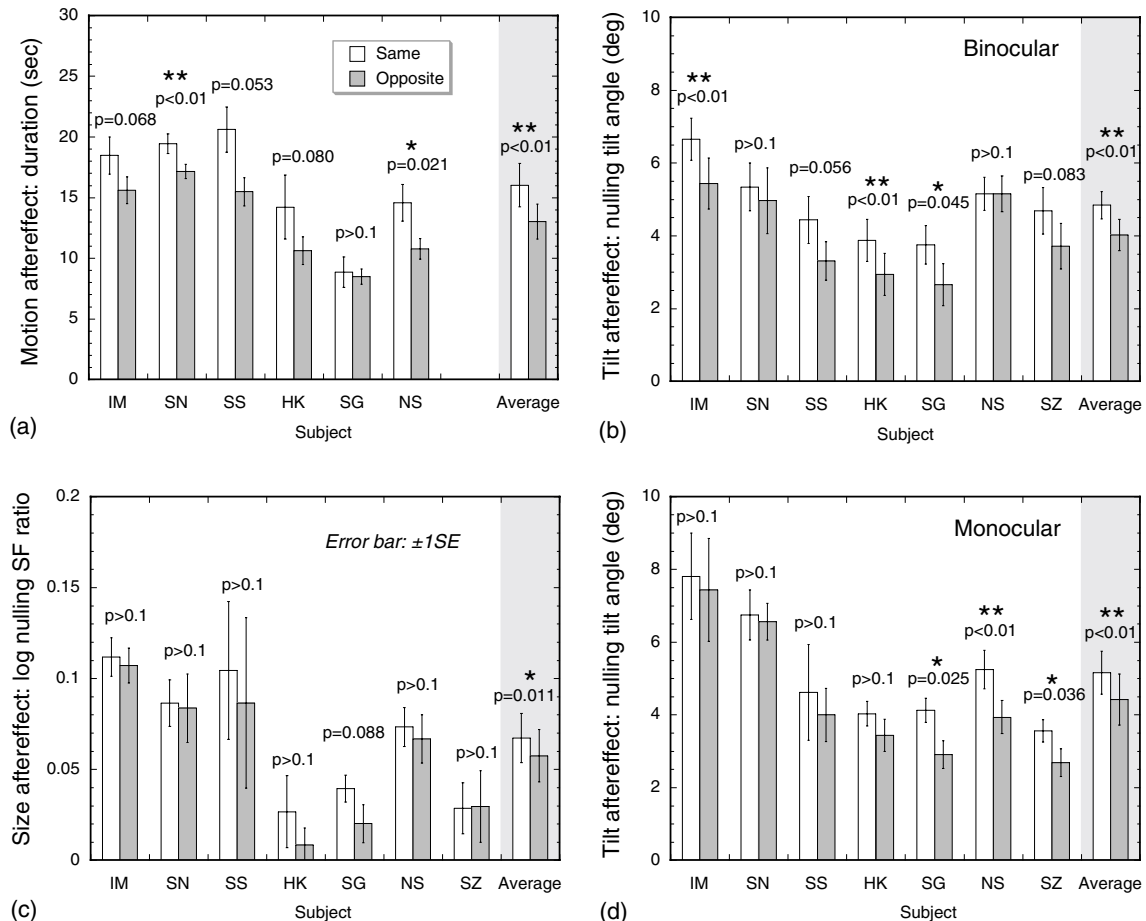 Motion aftereffect: duration (sec)
30
25
20
15
10
5
0
Same
Opposite
p=0.068
**
p<0.01
p=0.053
p=0.080
p>0.1
*
p=0.021
**
p<0.01
IM SN SS HK SG NS Average
Subject
(a)
Tilt aftereffect: nulling tilt angle (deg)
10
8
6
4
2
0
Binocular
**
p<0.01
p>0.1
p=0.056
**
p<0.01
*
p=0.045
p>0.1
p=0.083
**
p<0.01
IM SN SS HK SG NS SZ Average
Subject
(b)
Size aftereffect: log nulling SF ratio
0.2
0.15
0.1
0.05
0
Error bar: ±1SE
p>0.1
p>0.1
p>0.1
p>0.1
p=0.088
p>0.1
p>0.1
*
p=0.011
IM SN SS HK SG NS SZ Average
Subject
(c)
Tilt aftereffect: nulling tilt angle (deg)
10
8
6
4
2
0
Monocular
p>0.1
p>0.1
p>0.1
p>0.1
*
p=0.025
**
p<0.01
*
p=0.036
**
p<0.01
IM SN SS HK SG NS SZ Average
Subject
(d)